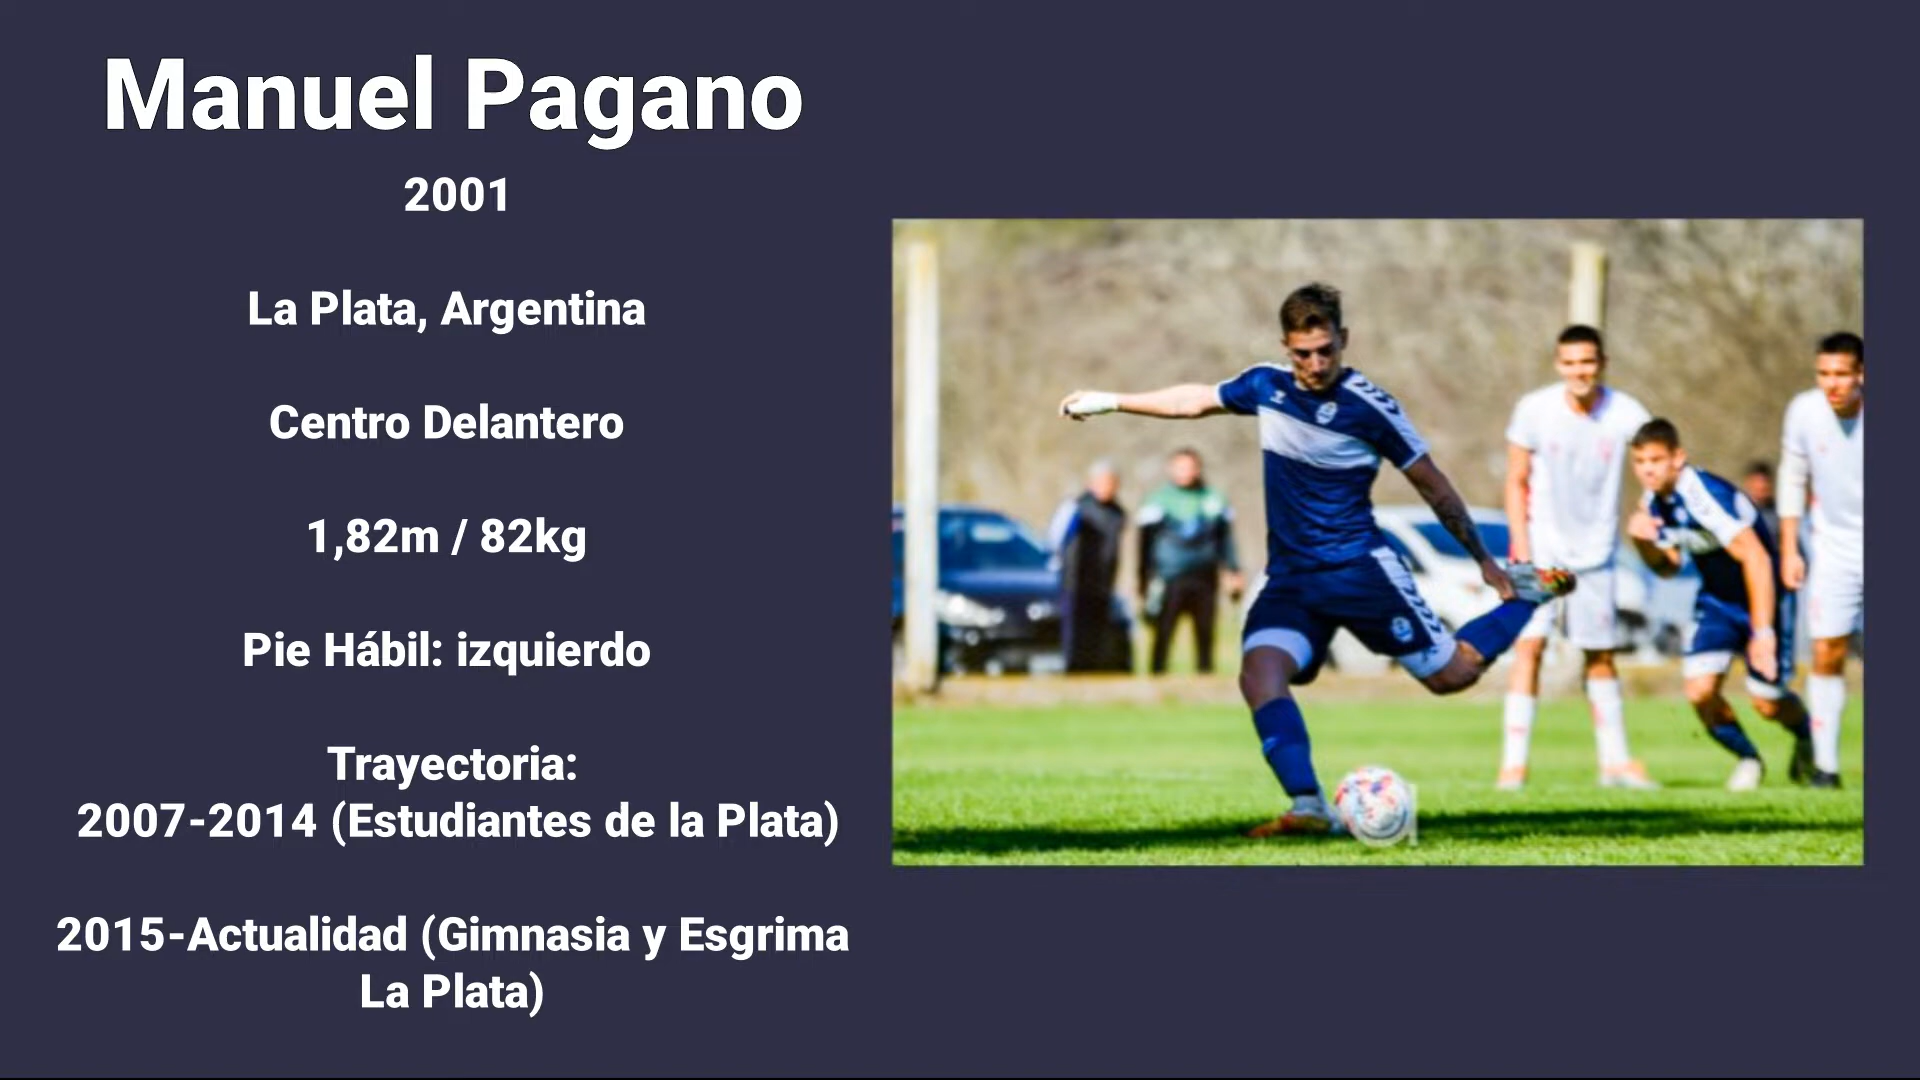 Manuel Pagano
2001
La Plata, Argentina
Centro Delantero
1,82m / 82kg
Pie Hábil: izquierdo
Trayectoria:
2007-2014 (Estudiantes de la Plata)
2015-Actualidad (Gimnasia y Esgrima
La Plata)